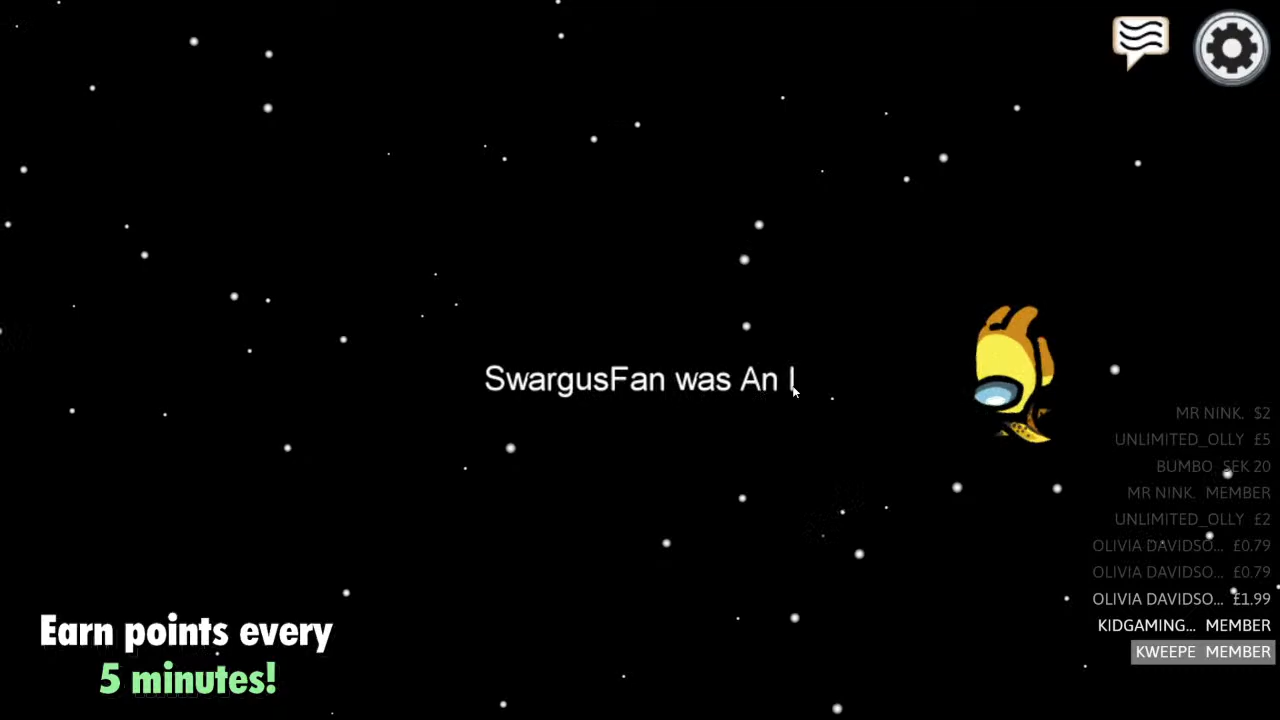 SwargusFan was An I
MR NINK. $2
UNLIMITED_OLLY £5
BUMBO SEK 20
MR NINK. MEMBER
UNLIMITED_OLLY £2
OLIVIA DAVIDSO... £0.79
OLIVIA DAVIDSO... £0.79
OLIVIA DAVIDSO... £1.99
KIDGAMING... MEMBER
KWEEPE MEMBER
Earn points every
5 minutes!